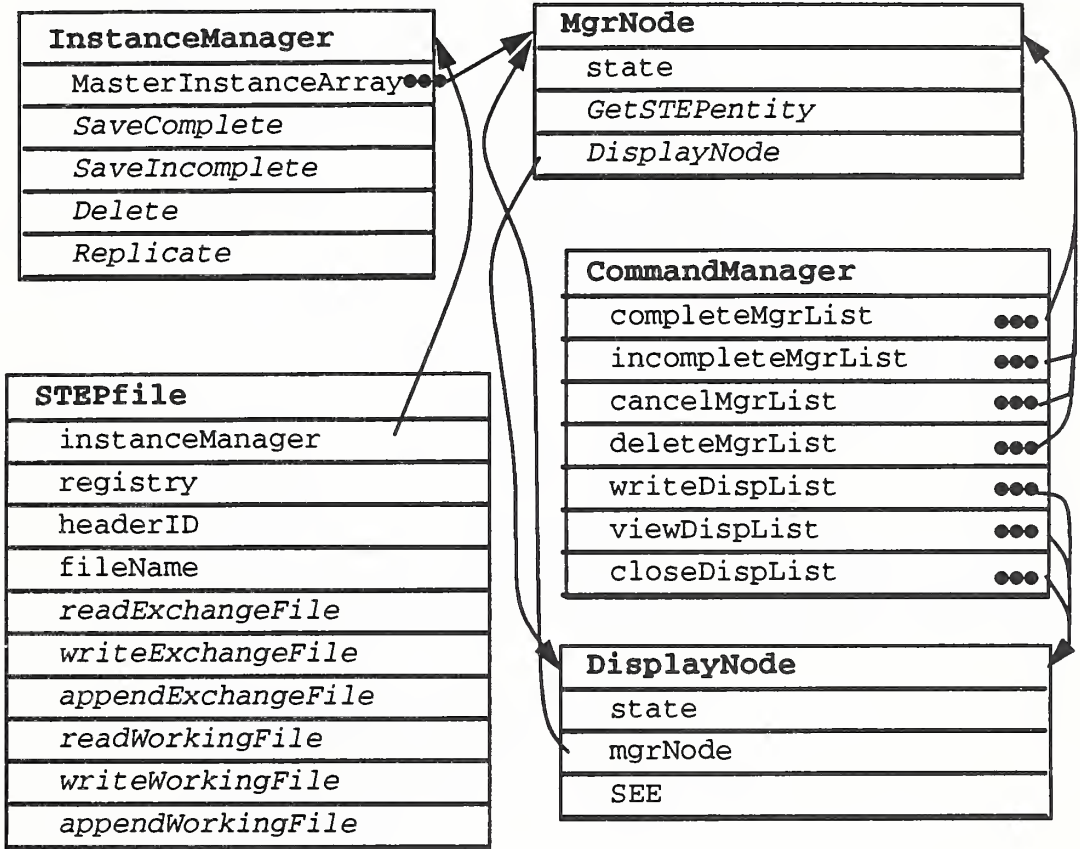 InstanceManager
MasterInstanceArray
SaveComplete
SaveIncomplete
Delete
Replicate
MgrNode
state
GetSTEPentity
DisplayNode
CommandManager
completeMgrList
incompleteMgrList
cancelMgrList
deleteMgrList
writeDispList
viewDispList
closeDispList
STEPfile
instanceManager
registry
headerID
fileName
readExchangeFile
writeExchangeFile
appendExchangeFile
readWorkingFile
writeWorkingFile
appendWorkingFile
DisplayNode
state
mgrNode
SEE